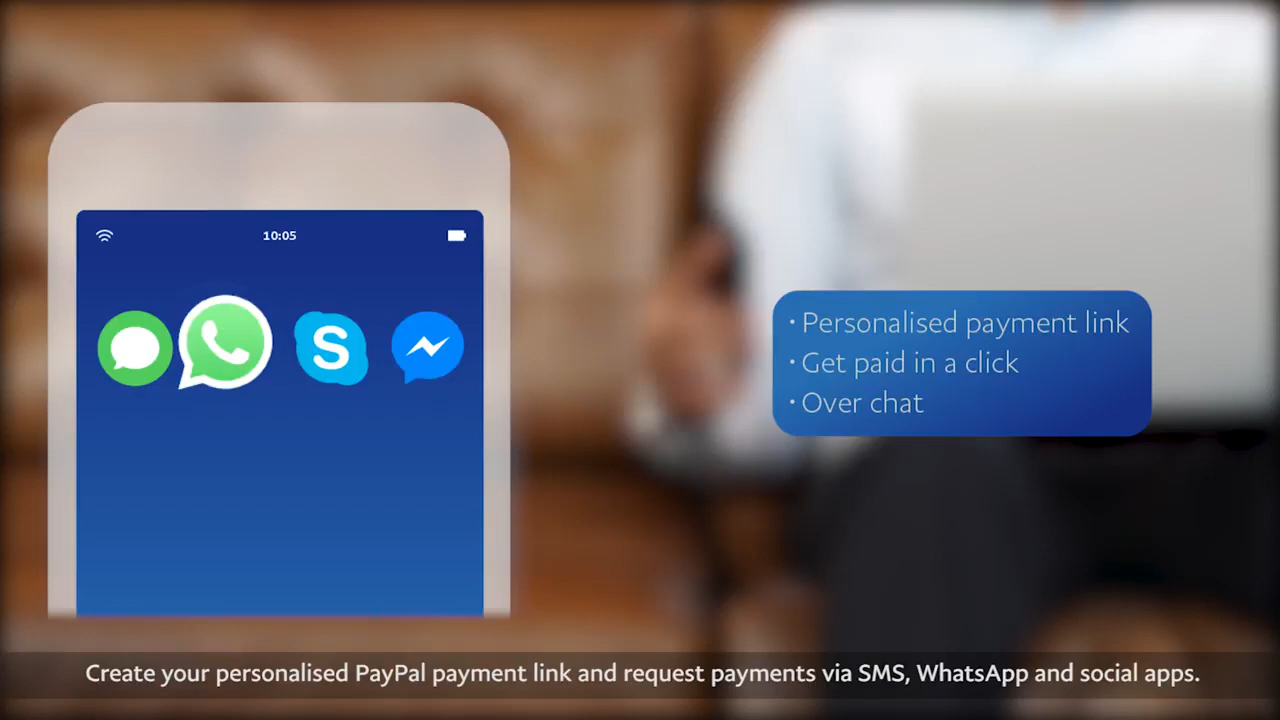 10:05
S
• Personalised payment link
• Get paid in a click
• Over chat
Create your personalised PayPal payment link and request payments via SMS, WhatsApp and social apps.